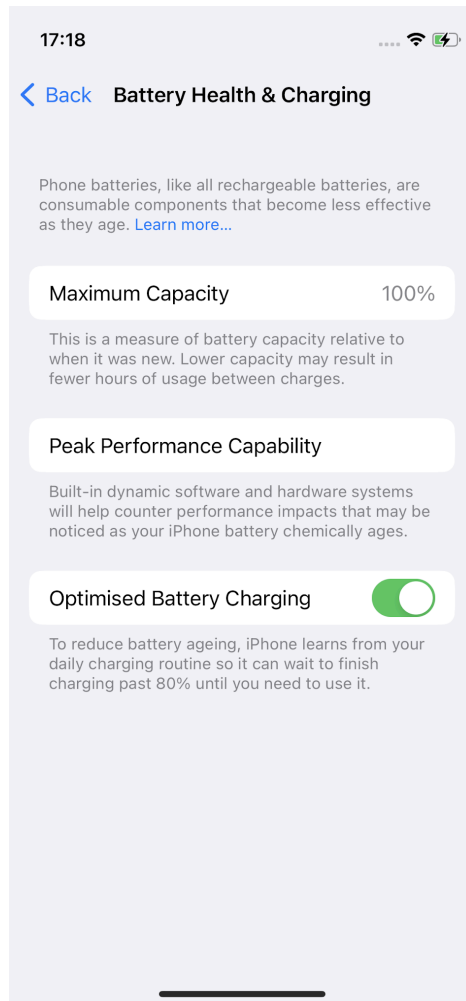 17:18
Back Battery Health & Charging
Phone batteries, like all rechargeable batteries, are
consumable components that become less effective
as they age. Learn more...
Maximum Capacity 100%
This is a measure of battery capacity relative to
when it was new. Lower capacity may result in
fewer hours of usage between charges.
Peak Performance Capability
Built-in dynamic software and hardware systems
will help counter performance impacts that may be
noticed as your iPhone battery chemically ages.
Optimised Battery Charging
To reduce battery ageing, iPhone learns from your
daily charging routine so it can wait to finish
charging past 80% until you need to use it.